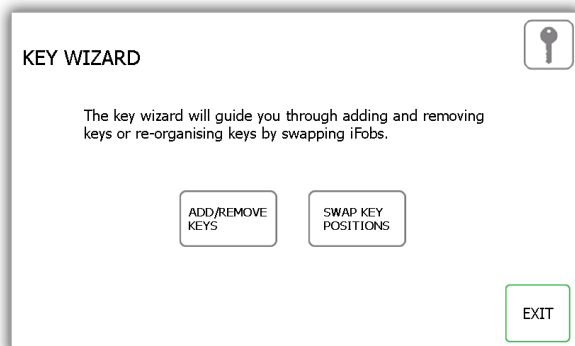 KEY WIZARD
The key wizard will guide you through adding and removing
keys or re-organising keys by swapping iFobs.
ADD/REMOVE
KEYS
SWAP KEY
POSITIONS
EXIT